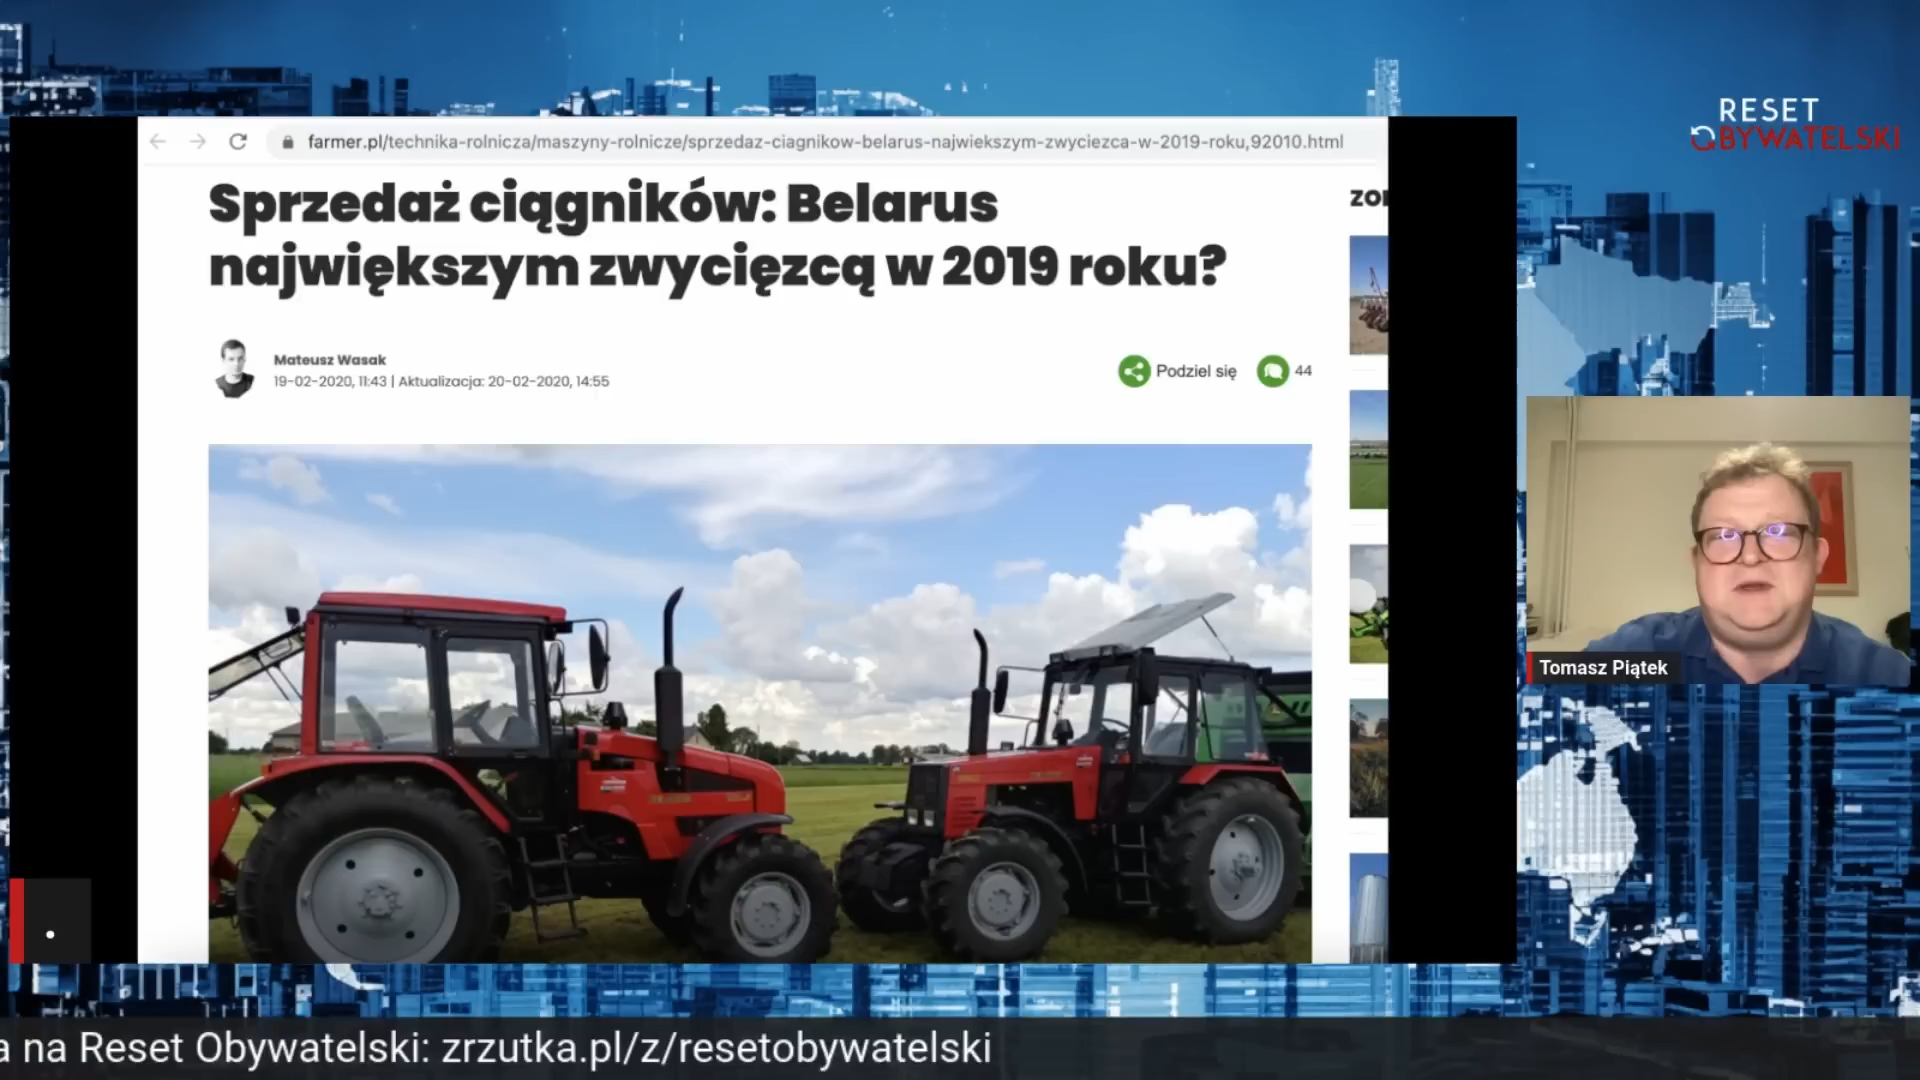 RESET
OBYWATELSKI
farmer.pl/technika-rolnicza/maszyny-rolnicze/sprzedaz-ciagnikow-belarus-najwiekszym-zwyciezca-w-2019-roku,92010.html
Sprzedaż ciągników: Belarus
największym zwycięzcą w 2019 roku?
Mateusz Wasak
19-02-2020, 11:43 | Aktualizacja: 20-02-2020, 14:55
Podziel się
44
Tomasz Piątek
.
a na Reset Obywatelski: zrzutka.pl/z/resetobywatelski